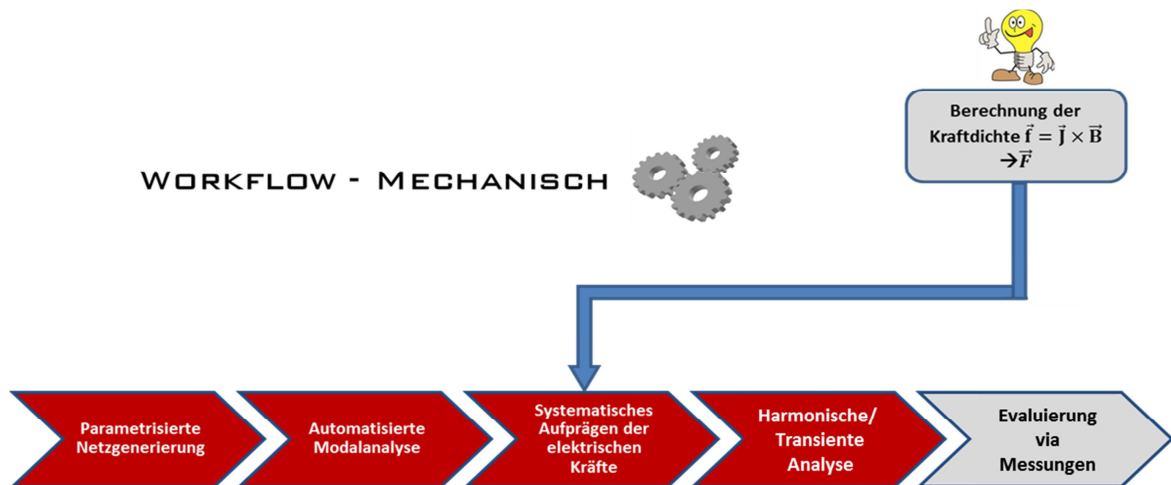 Berechnung der
Kraftdichte f⃗ = J⃗ × B⃗
→F⃗
WORKFLOW - MECHANISCH
Parametrisierte
Netzgenerierung
Automatisierte
Modalanalyse
Systematisches
Aufprägen der
elektrischen
Kräfte
Harmonische/
Transiente
Analyse
Evaluierung
via
Messungen